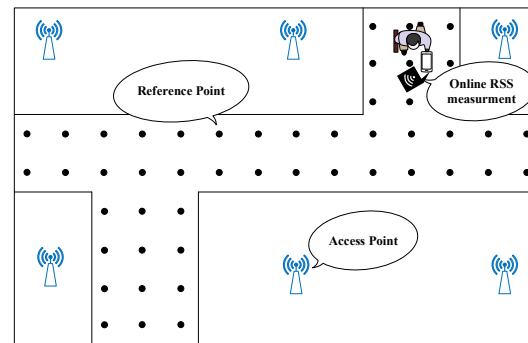 Reference Point
Online RSS
measurment
Access Point